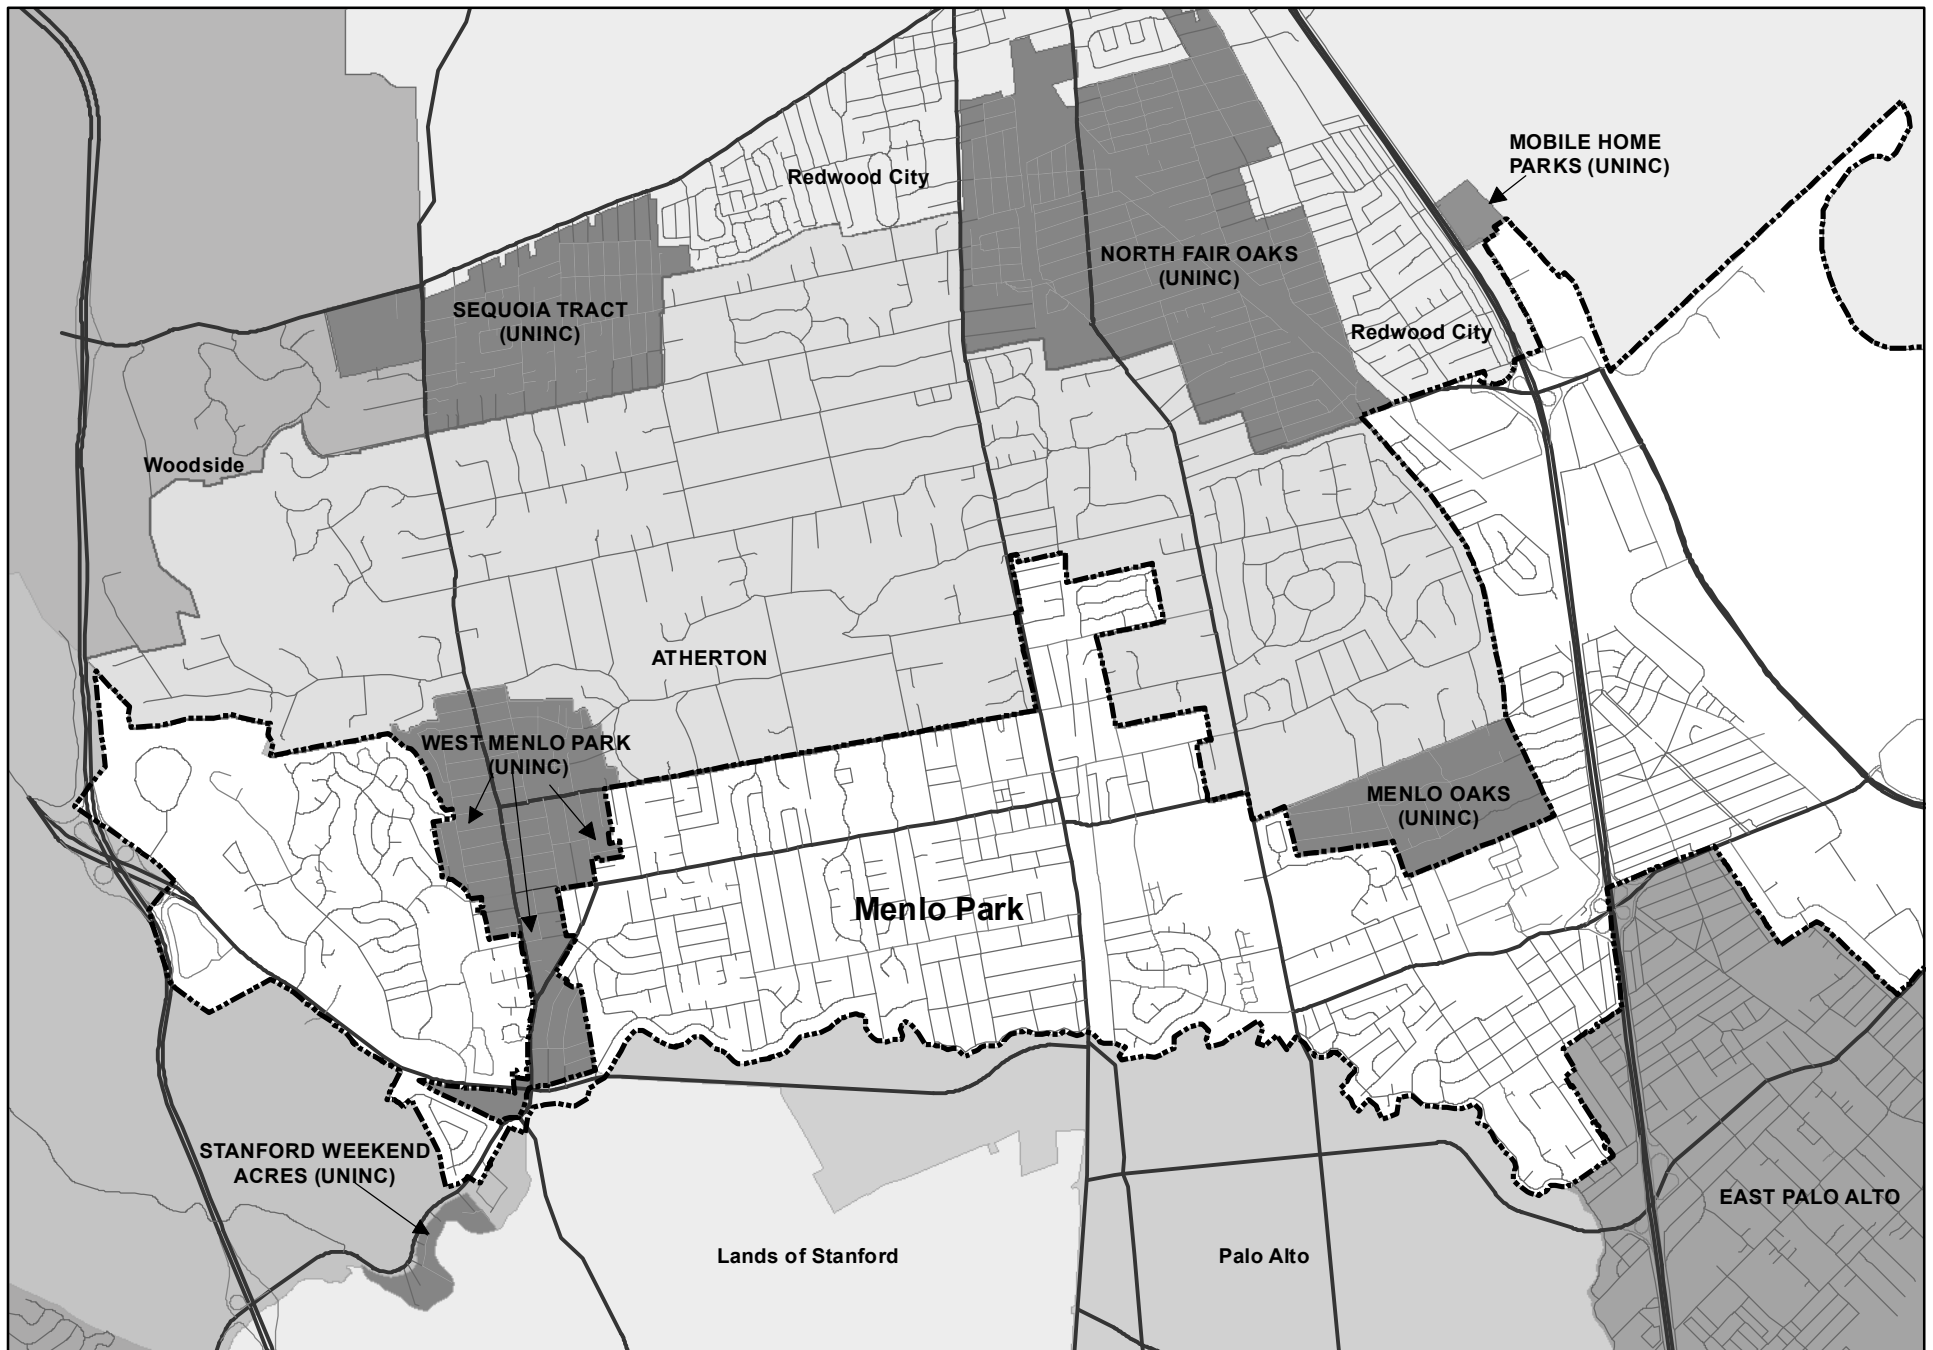 MOBILE HOME
PARKS (UNINC)
Redwood City
NORTH FAIR OAKS
(UNINC)
SEQUOIA TRACT
(UNINC)
Redwood City
Woodside
ATHERTON
WEST MENLO PARK
(UNINC)
MENLO OAKS
(UNINC)
Menlo Park
STANFORD WEEKEND
ACRES (UNINC)
EAST PALO ALTO
Lands of Stanford
Palo Alto